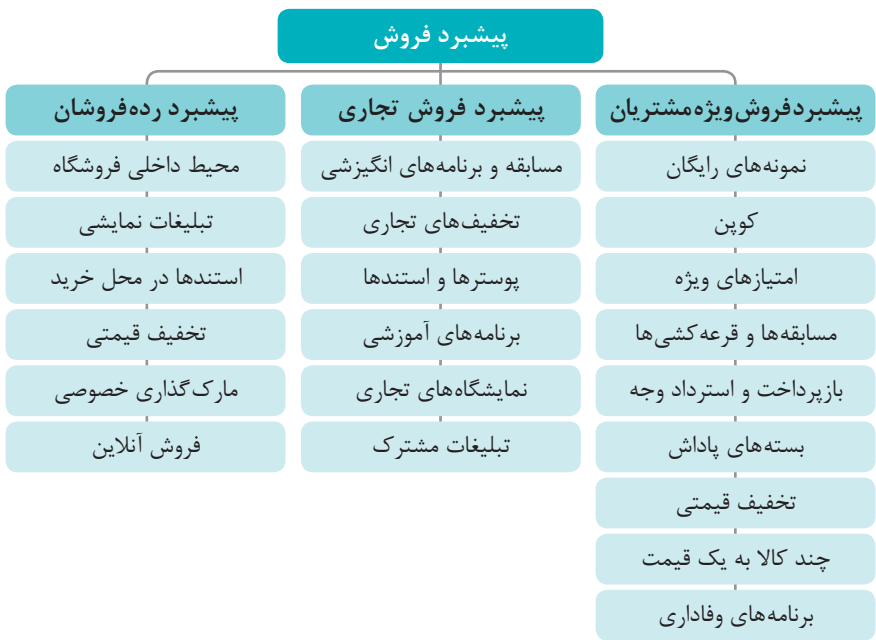 پیشبرد فروش
پیشبردفروش‌ویژه‌مشتریان
نمونه‌های رایگان
کوپن
امتیازهای ویژه
مسابقه‌ها و قرعه‌کشی‌ها
بازپرداخت و استرداد وجه
بسته‌های پاداش
تخفیف قیمتی
چند کالا به یک قیمت
برنامه‌های وفاداری
پیشبرد فروش تجاری
مسابقه و برنامه‌های انگیزشی
تخفیف‌های تجاری
پوسترها و استندها
برنامه‌های آموزشی
نمایشگاه‌های تجاری
تبلیغات مشترک
پیشبرد رده‌فروشان
محیط داخلی فروشگاه
تبلیغات نمایشی
استندها در محل خرید
تخفیف قیمتی
مارک‌گذاری خصوصی
فروش آنلاین